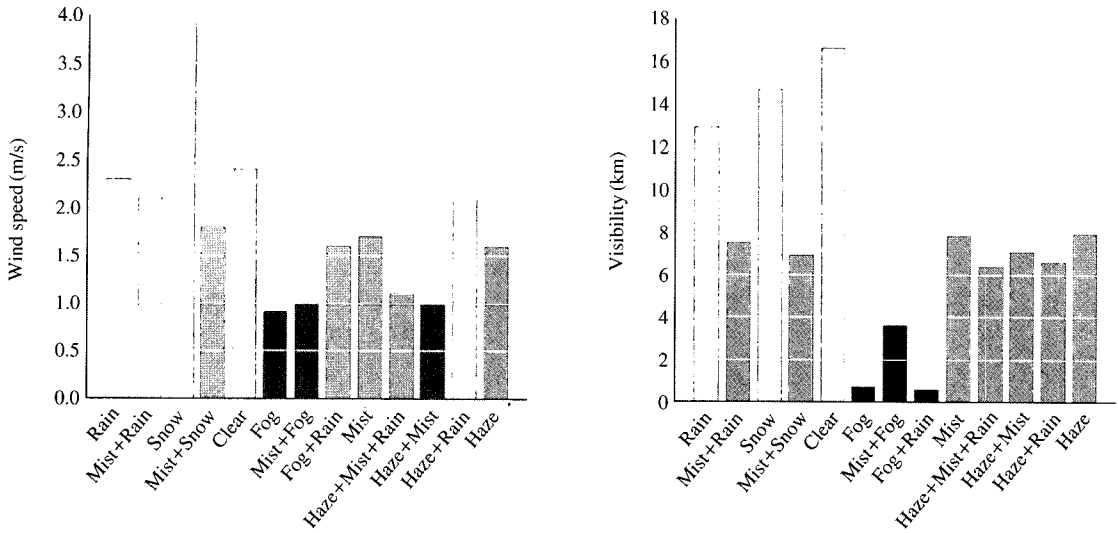 Wind speed (m/s)
4.0
3.5
3.0
2.5
2.0
1.5
1.0
0.5
0.0
Rain
Mist+Rain
Snow
Mist+Snow
Clear
Fog
Mist+Fog
Fog+Rain
Mist
Haze+Mist+Rain
Haze+Mist
Haze+Rain
Haze
Visibility (km)
18
16
14
12
10
8
6
4
2
0
Rain
Mist+Rain
Snow
Mist+Snow
Clear
Fog
Mist+Fog
Fog+Rain
Mist
Haze+Mist+Rain
Haze+Mist
Haze+Rain
Haze